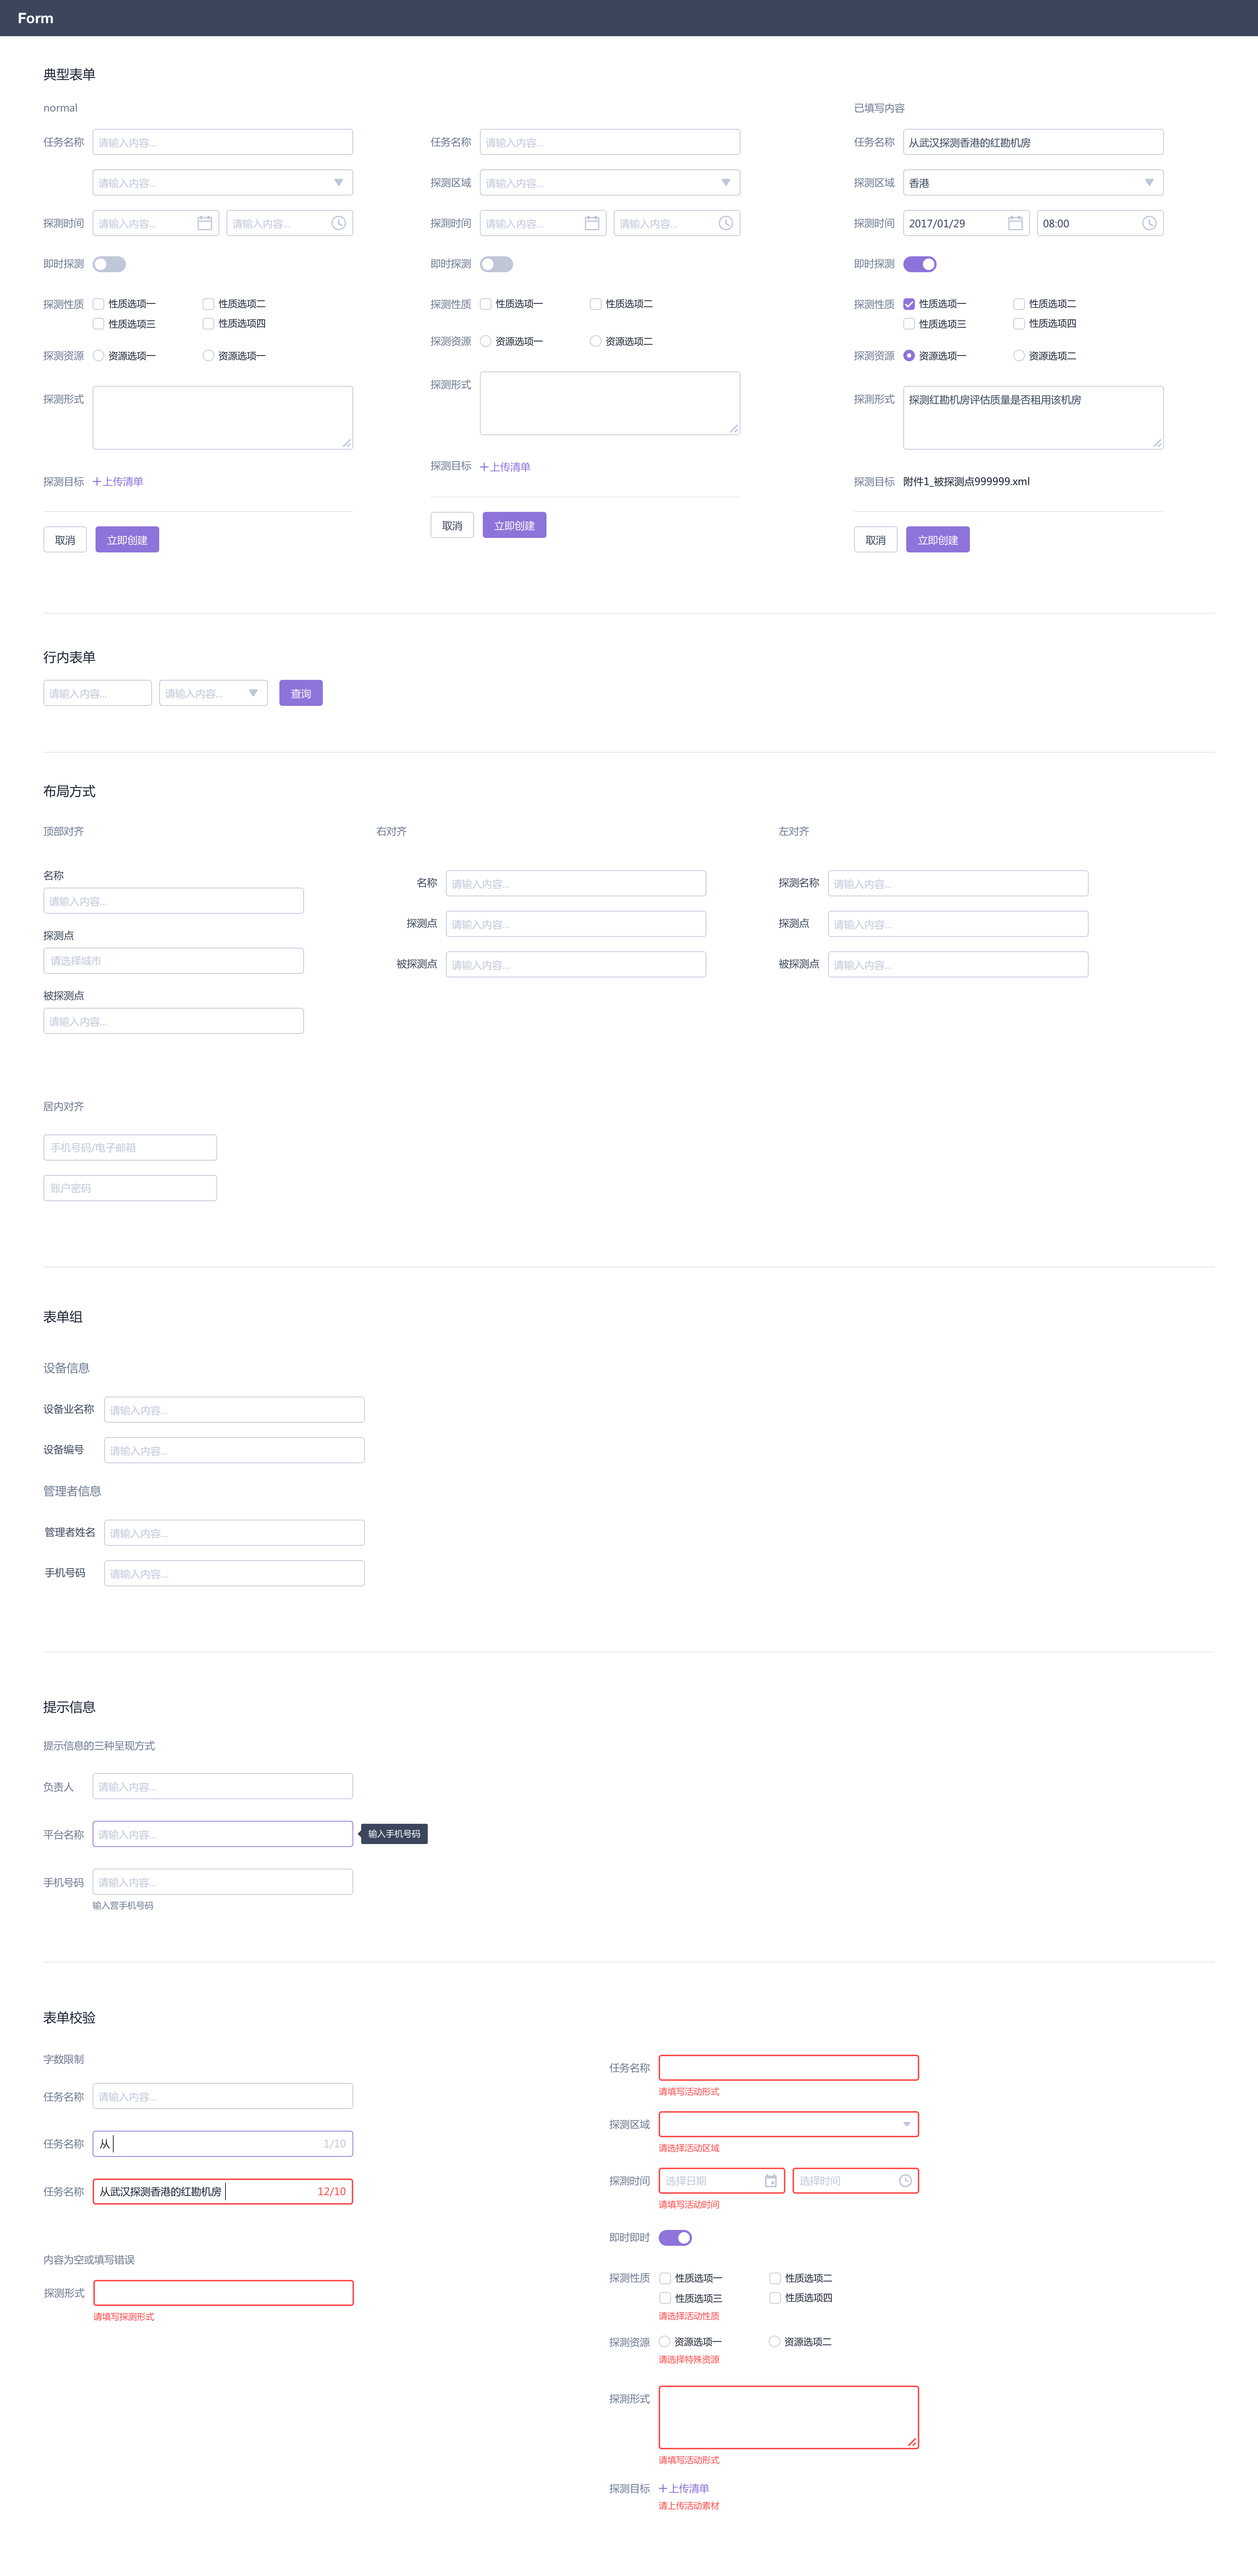 Form
典型表单
normal
任务名称 请输入内容...
请输入内容...
探测时间 请输入内容... 请输入内容...
即时探测
探测性质 性质选项一 性质选项二
性质选项三 性质选项四
探测资源 资源选项一 资源选项一
探测形式
探测目标 +上传清单
取消 立即创建
任务名称 请输入内容...
探测区域 请输入内容...
探测时间 请输入内容... 请输入内容...
即时探测
探测性质 性质选项一 性质选项二
探测资源 资源选项一 资源选项二
探测形式
探测目标 +上传清单
取消 立即创建
已填写内容
任务名称 从武汉探测香港的红勘机房
探测区域 香港
探测时间 2017/01/29 08:00
即时探测
探测性质 性质选项一 性质选项二
性质选项三 性质选项四
探测资源 资源选项一 资源选项二
探测形式 探测红勘机房评估质量是否租用该机房
探测目标 附件1_被探测点999999.xml
取消 立即创建
行内表单
请输入内容... 请输入内容... 查询
布局方式
顶部对齐
名称
请输入内容...
探测点
请选择城市
被探测点
请输入内容...
右对齐
名称 请输入内容...
探测点 请输入内容...
被探测点 请输入内容...
左对齐
探测名称 请输入内容...
探测点 请输入内容...
被探测点 请输入内容...
居内对齐
手机号码/电子邮箱
账户密码
表单组
设备信息
设备业名称 请输入内容...
设备编号 请输入内容...
管理者信息
管理者姓名 请输入内容...
手机号码 请输入内容...
提示信息
提示信息的三种呈现方式
负责人 请输入内容...
平台名称 请输入内容... 输入手机号码
手机号码 请输入内容...
输入营手机号码
表单校验
字数限制
任务名称 请输入内容...
任务名称 从 1/10
任务名称 从武汉探测香港的红勘机房 12/10
内容为空或填写错误
探测形式
请填写探测形式
任务名称
请填写活动形式
探测区域
请选择活动区域
探测时间 选择日期 选择时间
请填写活动时间
即时即时
探测性质 性质选项一 性质选项二
性质选项三 性质选项四
请选择活动性质
探测资源 资源选项一 资源选项二
请选择特殊资源
探测形式
请填写活动形式
探测目标 +上传清单
请上传活动素材